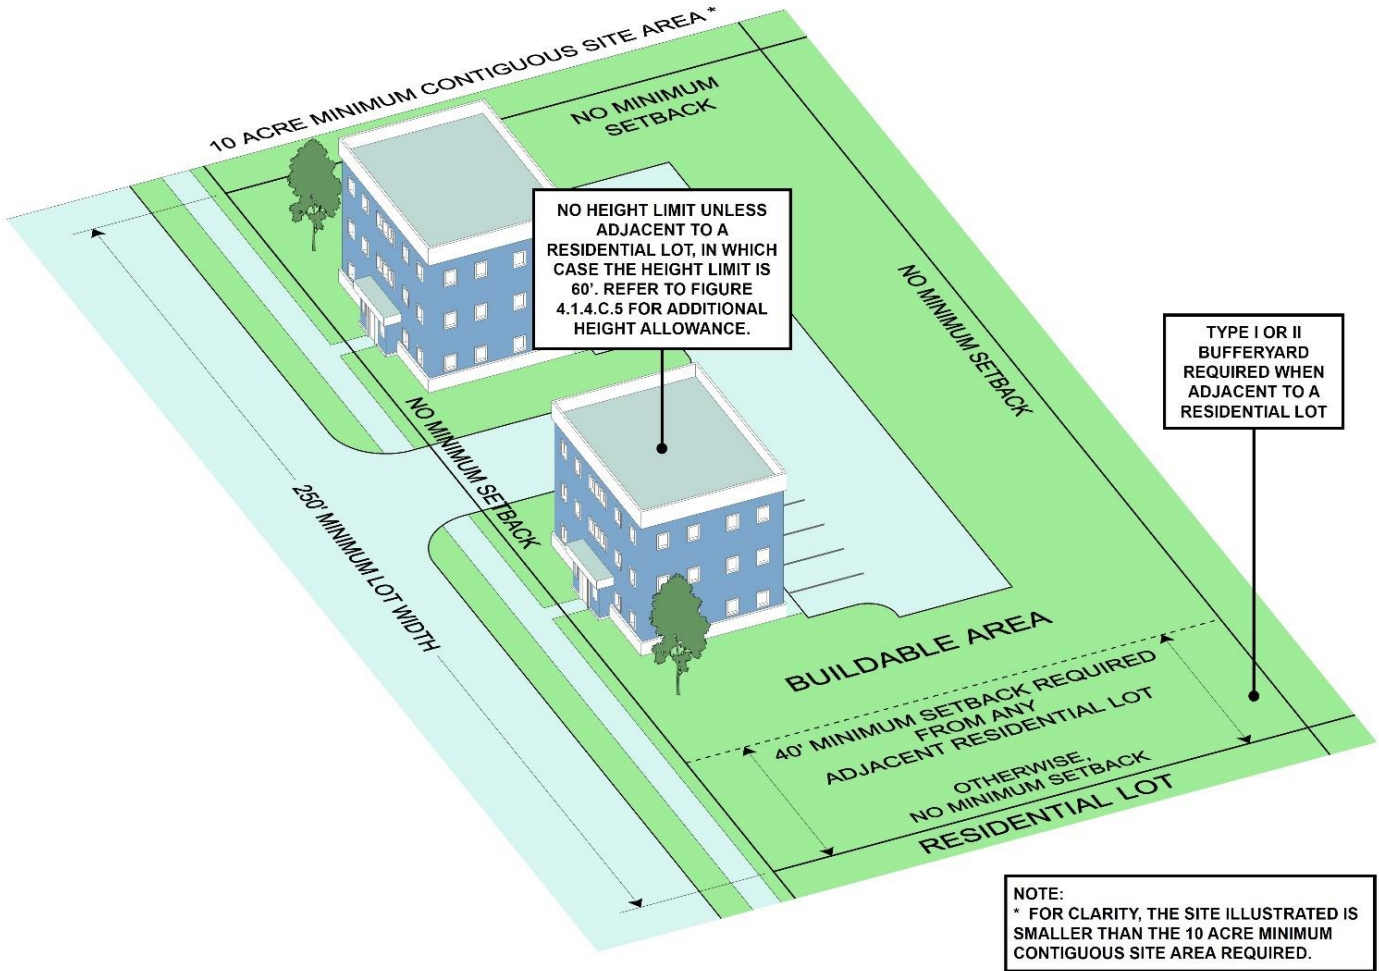 10 ACRE MINIMUM CONTIGUOUS SITE AREA *
NO MINIMUM
SETBACK
NO HEIGHT LIMIT UNLESS
ADJACENT TO A
RESIDENTIAL LOT, IN WHICH
CASE THE HEIGHT LIMIT IS
60'. REFER TO FIGURE
4.1.4.C.5 FOR ADDITIONAL
HEIGHT ALLOWANCE.
NO MINIMUM SETBACK
TYPE I OR II
BUFFERYARD
REQUIRED WHEN
ADJACENT TO A
RESIDENTIAL LOT
NO MINIMUM SETBACK
250' MINIMUM LOT WIDTH
BUILDABLE AREA
40' MINIMUM SETBACK REQUIRED
FROM ANY
ADJACENT RESIDENTIAL LOT
OTHERWISE,
NO MINIMUM SETBACK
RESIDENTIAL LOT
NOTE:
* FOR CLARITY, THE SITE ILLUSTRATED IS
SMALLER THAN THE 10 ACRE MINIMUM
CONTIGUOUS SITE AREA REQUIRED.